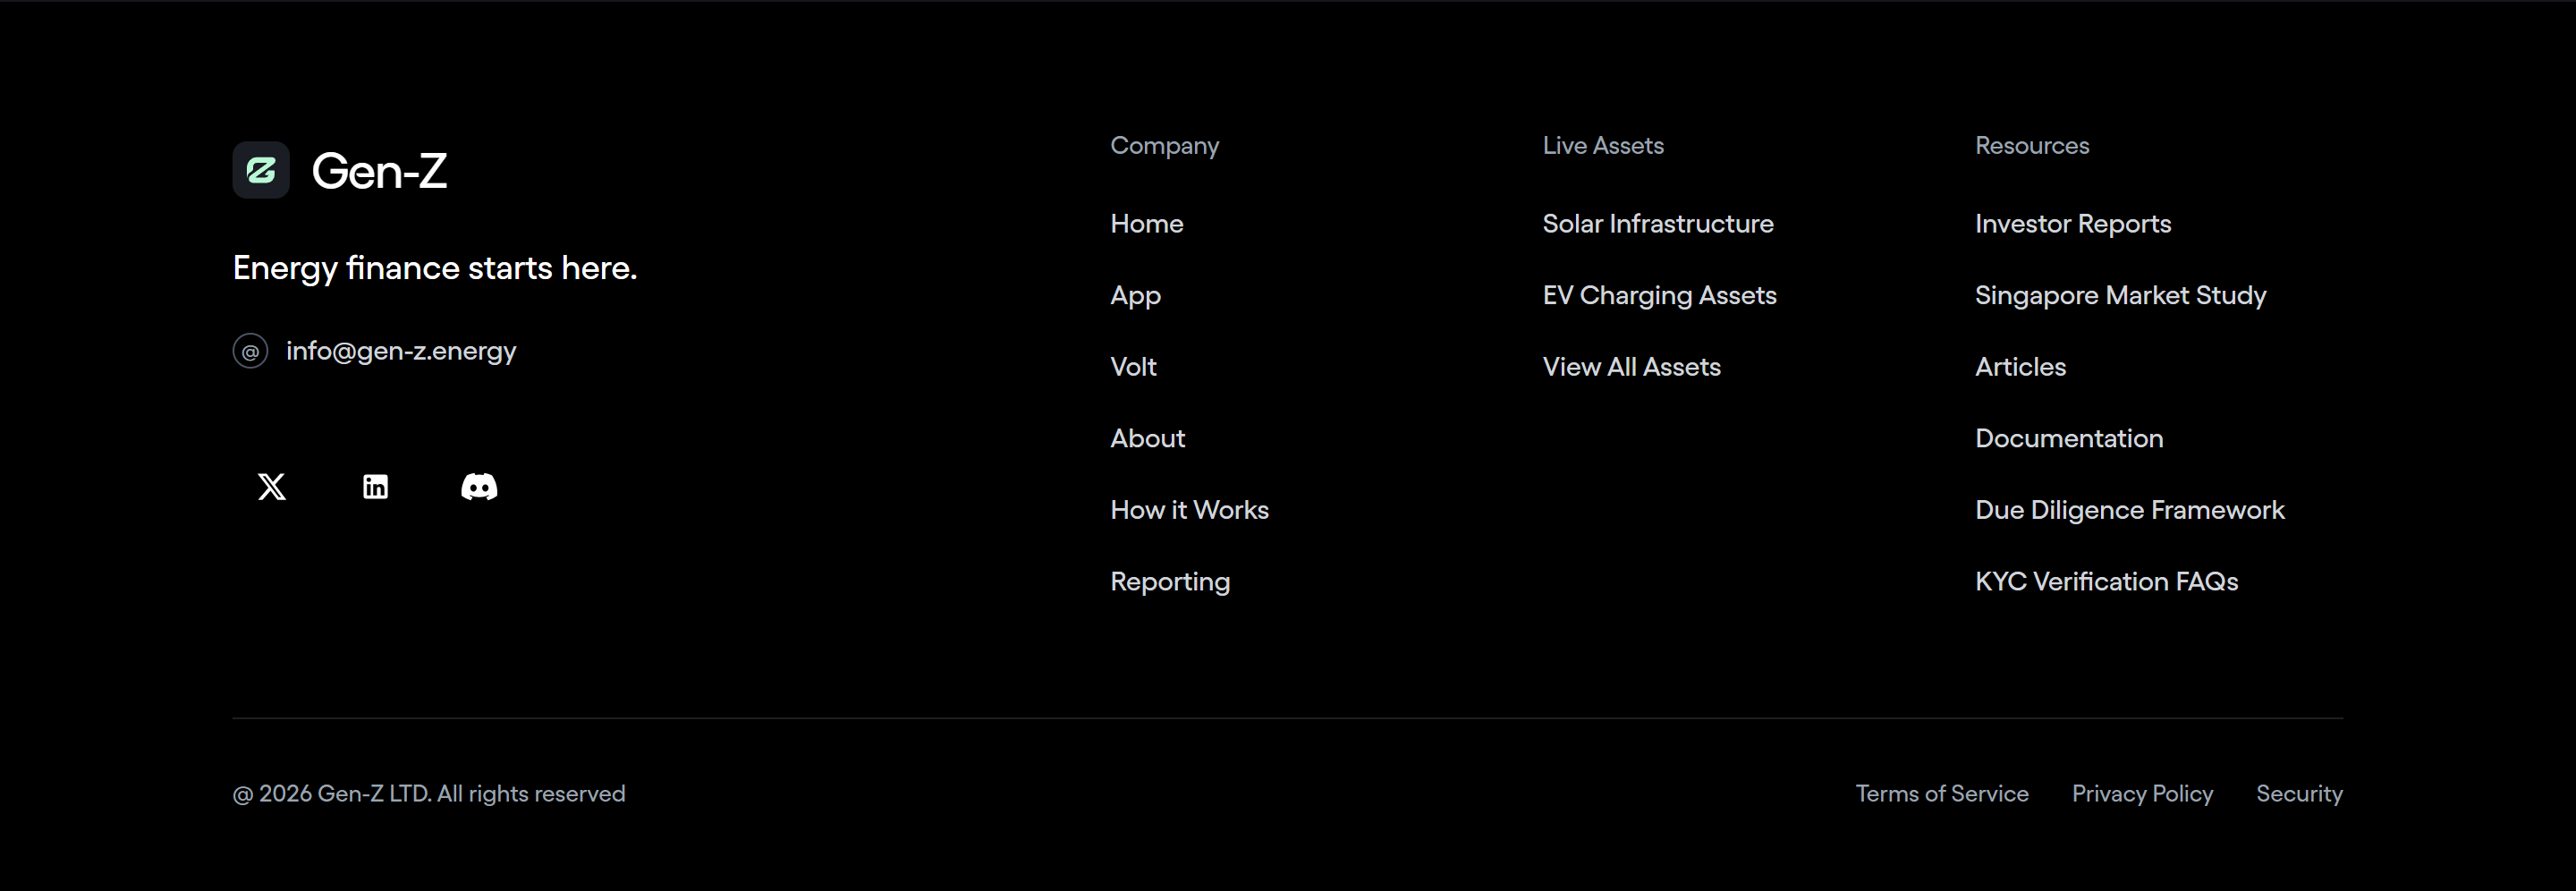 Gen-Z
Energy finance starts here.
@ info@gen-z.energy
Company
Home
App
Volt
About
How it Works
Reporting
Live Assets
Solar Infrastructure
EV Charging Assets
View All Assets
Resources
Investor Reports
Singapore Market Study
Articles
Documentation
Due Diligence Framework
KYC Verification FAQs
@ 2026 Gen-Z LTD. All rights reserved
Terms of Service
Privacy Policy
Security